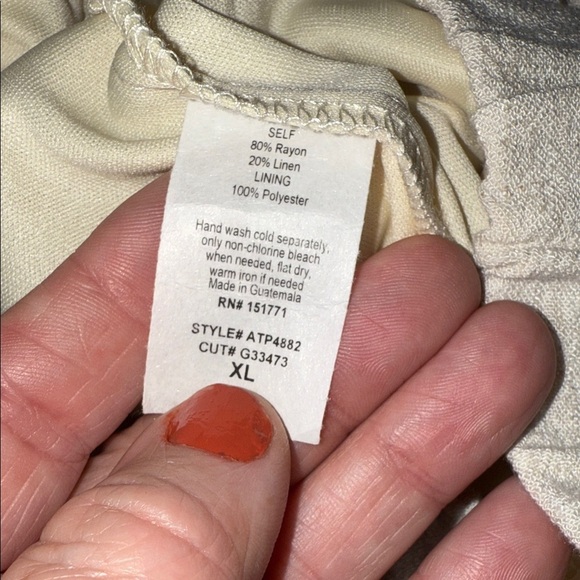 SELF
80% Rayon
20% Linen
LINING
100% Polyester
Hand wash cold separately,
only non-chlorine bleach
when needed, flat dry,
warm iron if needed
Made in Guatemala
RN# 151771
STYLE# ATP4882
CUT# G33473
XL